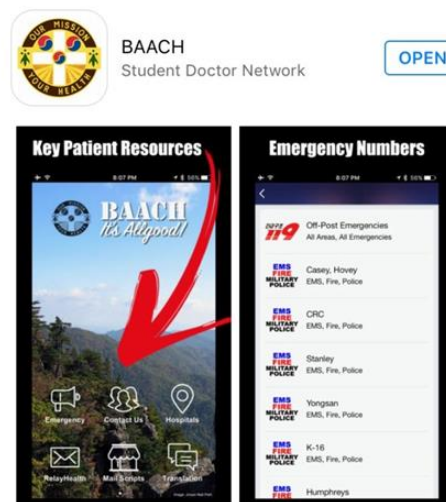 OUR MISSION
YOUR HEALTH
BAACH
Student Doctor Network
OPEN
Key Patient Resources
8:07 PM
56%
BAACH
It's Allgood!
Emergency
Contact Us
Hospitals
RelayHealth
Mail Scripts
Translation
Emergency Numbers
8:07 PM
56%
119
Off-Post Emergencies
All Areas, All Emergencies
EMS
FIRE
MILITARY
POLICE
Casey, Hovey
EMS, Fire, Police
EMS
FIRE
MILITARY
POLICE
CRC
EMS, Fire, Police
EMS
FIRE
MILITARY
POLICE
Stanley
EMS, Fire, Police
EMS
FIRE
MILITARY
POLICE
Yongsan
EMS, Fire, Police
EMS
FIRE
MILITARY
POLICE
K-16
EMS, Fire, Police
EMS
FIRE
Humphreys